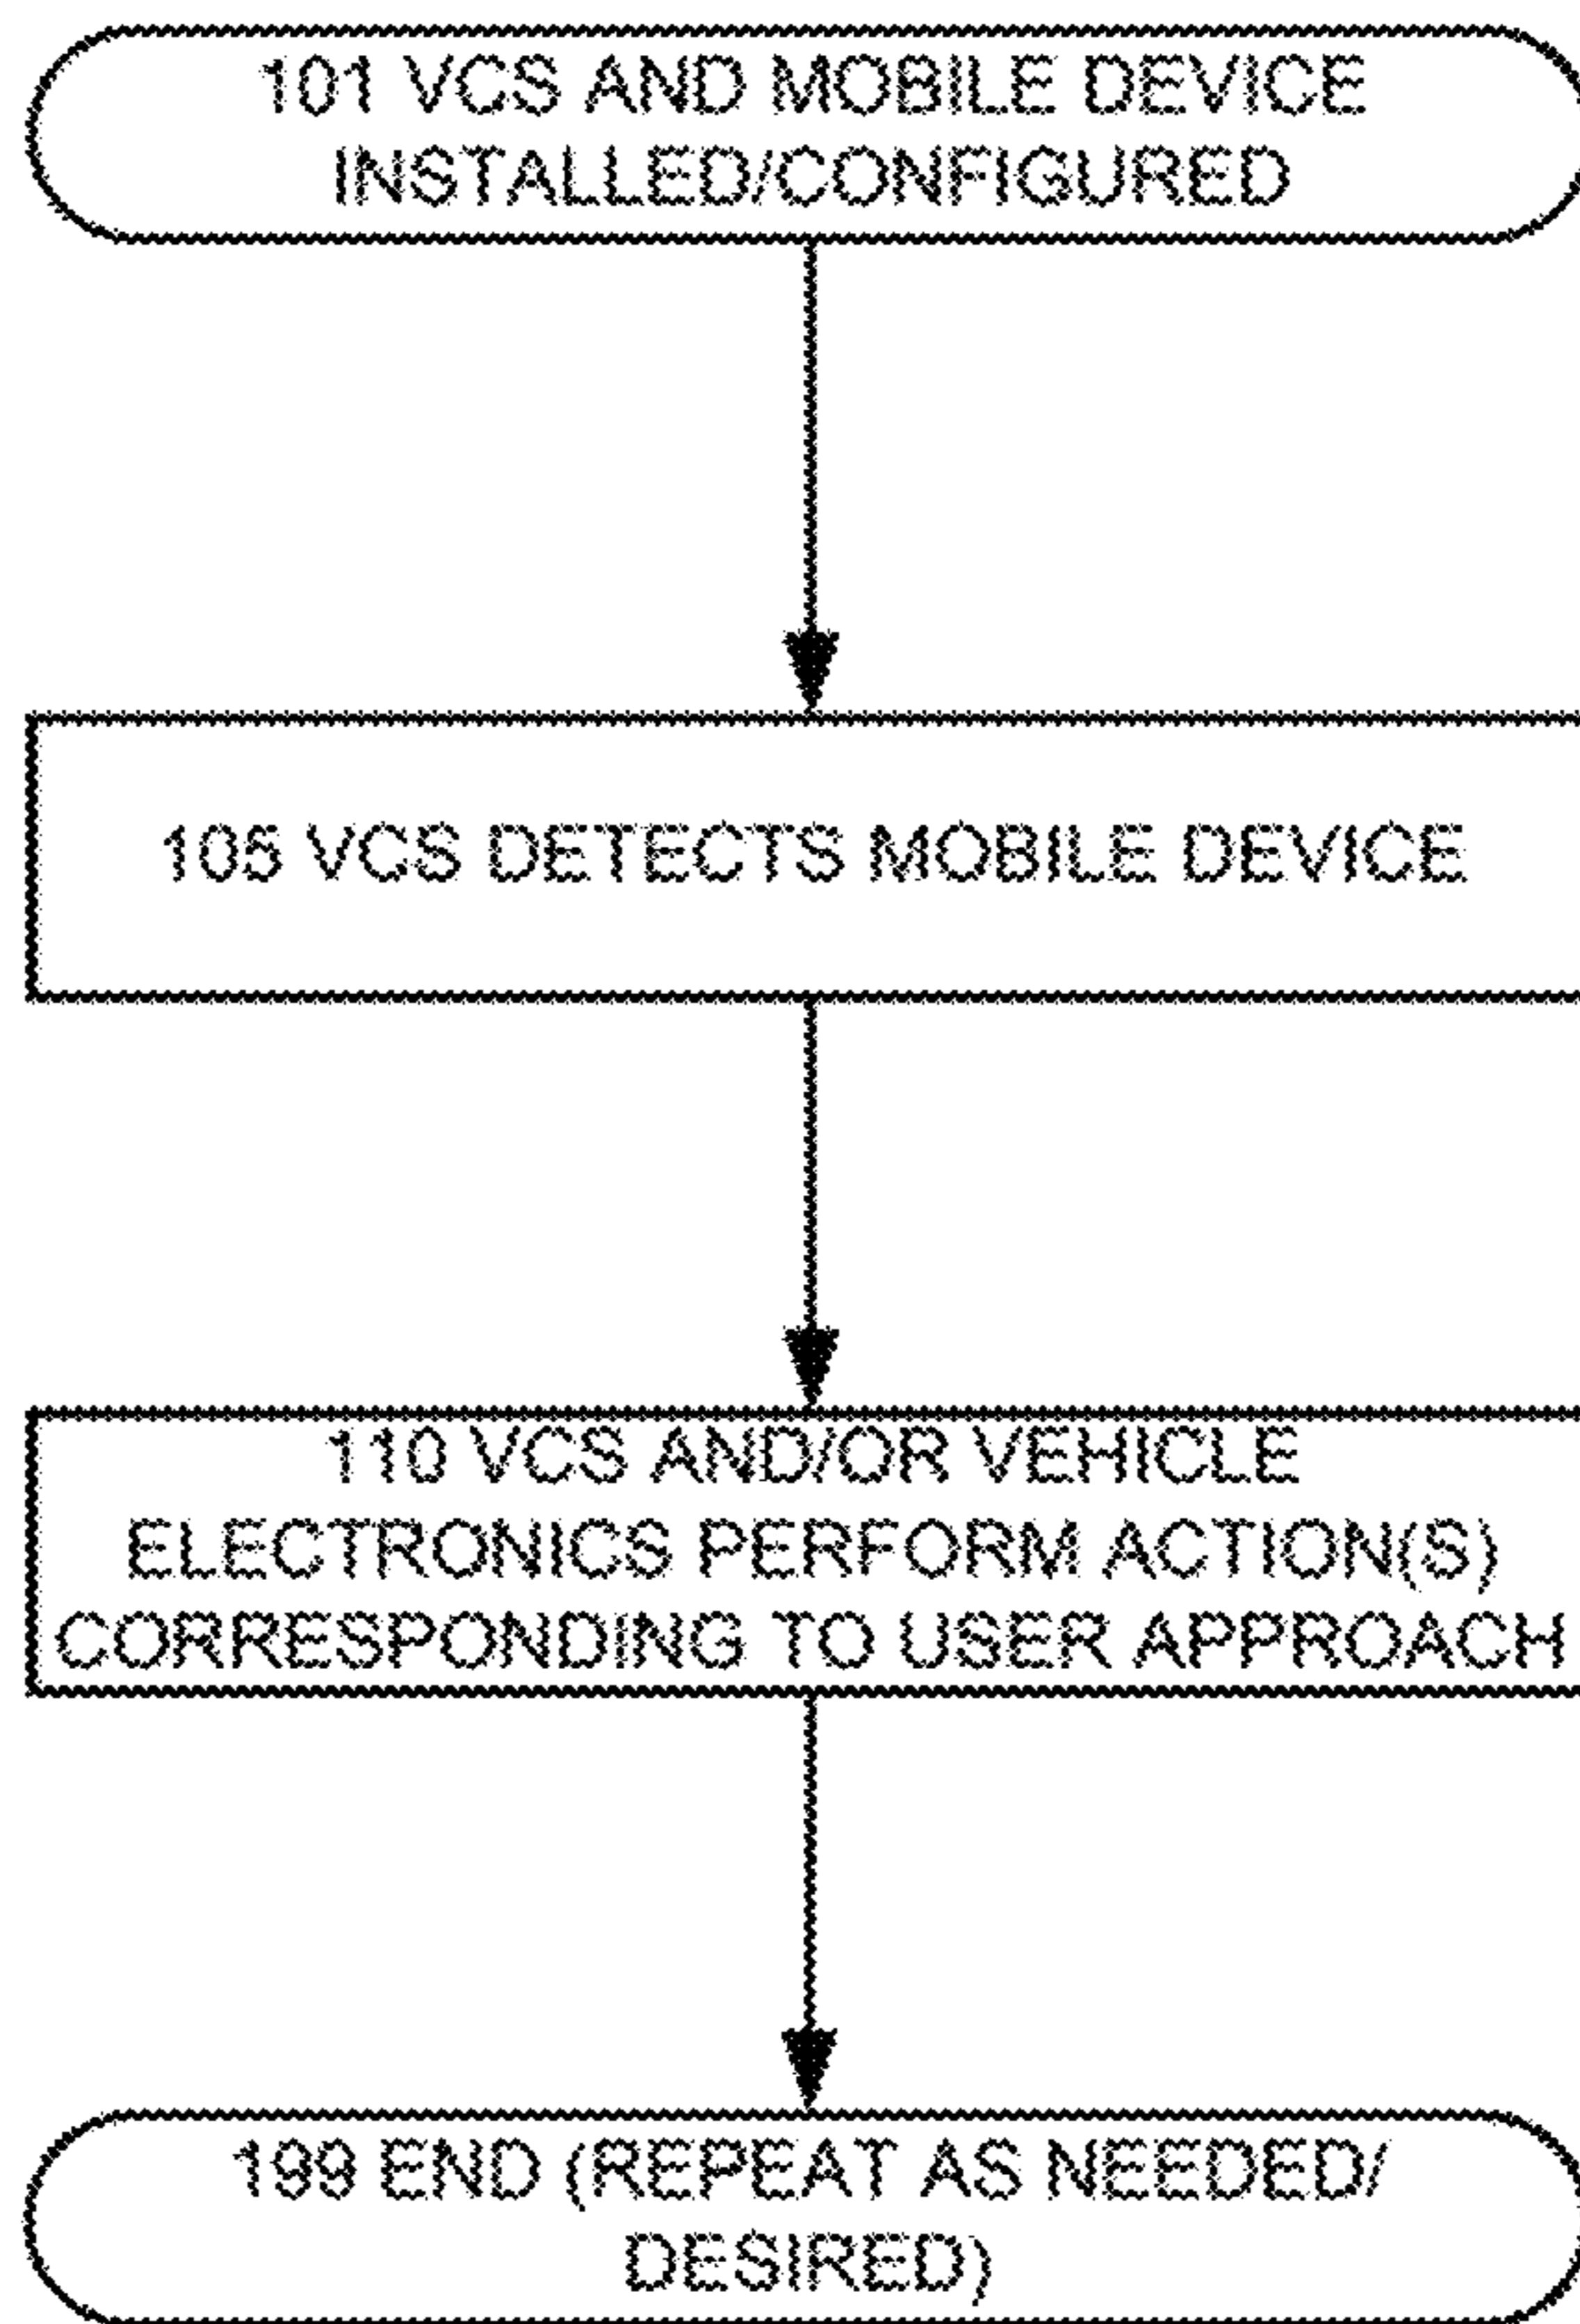 101 VCS AND MOBILE DEVICE
INSTALLED/CONFIGURED
105 VCS DETECTS MOBILE DEVICE
110 VCS AND/OR VEHICLE
ELECTRONICS PERFORM ACTION(S)
CORRESPONDING TO USER APPROACH
199 END (REPEAT AS NEEDED/
DESIRED)